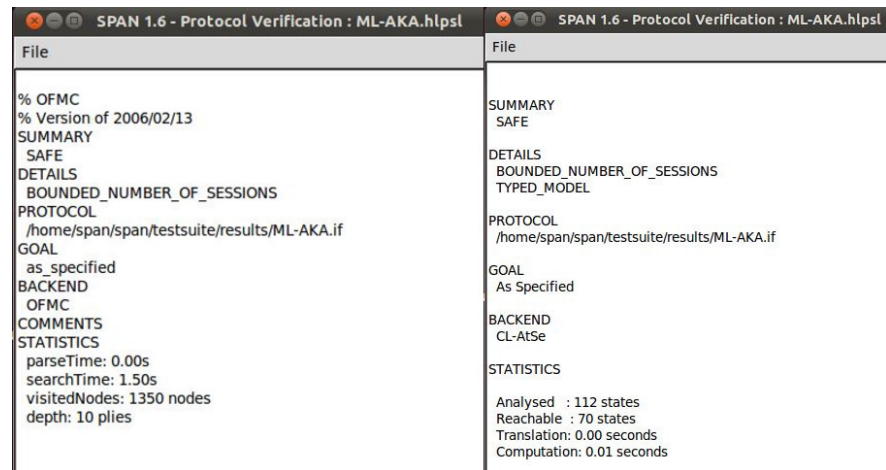 SPAN 1.6 - Protocol Verification : ML-AKA.hlpsl
File
% OFMC
% Version of 2006/02/13
SUMMARY
SAFE
DETAILS
BOUNDED_NUMBER_OF_SESSIONS
PROTOCOL
/home/span/span/testsuite/results/ML-AKA.if
GOAL
as_specified
BACKEND
OFMC
COMMENTS
STATISTICS
parseTime: 0.00s
searchTime: 1.50s
visitedNodes: 1350 nodes
depth: 10 plies
SPAN 1.6 - Protocol Verification : ML-AKA.hlpsl
File
SUMMARY
SAFE
DETAILS
BOUNDED_NUMBER_OF_SESSIONS
TYPED_MODEL
PROTOCOL
/home/span/span/testsuite/results/ML-AKA.if
GOAL
As Specified
BACKEND
CL-AtSe
STATISTICS
Analysed : 112 states
Reachable : 70 states
Translation: 0.00 seconds
Computation: 0.01 seconds